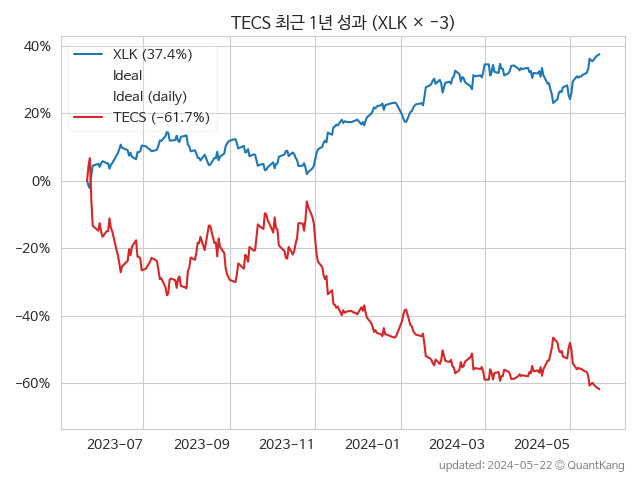 TECS 최근 1년 성과 (XLK × −3)
40%
20%
0%
−20%
−40%
−60%
XLK (37.4%)
Ideal
Ideal (daily)
TECS (−61.7%)
2023-07
2023-09
2023-11
2024-01
2024-03
2024-05
updated: 2024-05-22 © QuantKang